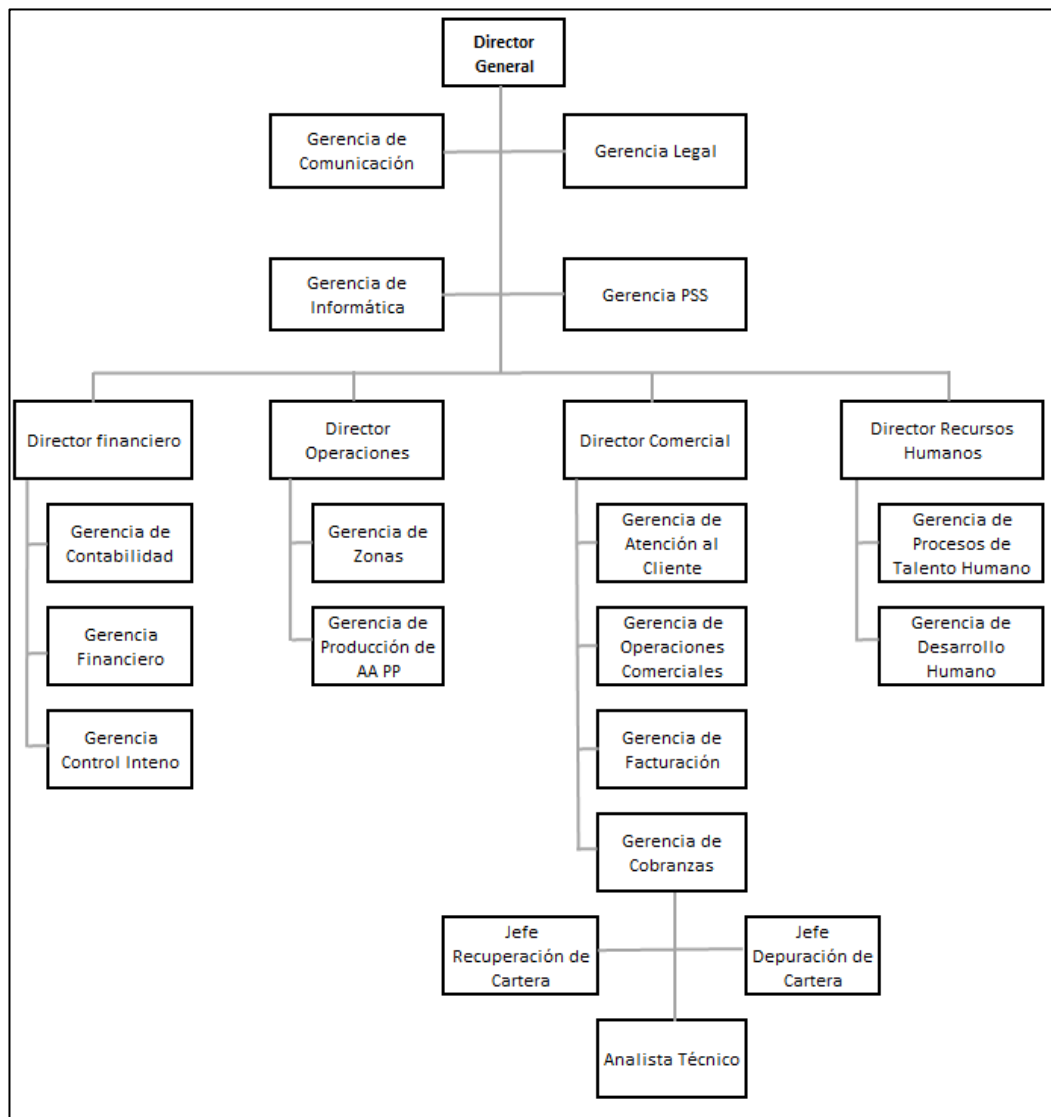 Director
General
Gerencia de
Comunicación
Gerencia Legal
Gerencia de
Informática
Gerencia PSS
Director financiero
Director
Operaciones
Director Comercial
Director Recursos
Humanos
Gerencia de
Contabilidad
Gerencia de
Zonas
Gerencia de
Atención al
Cliente
Gerencia de
Procesos de
Talento Humano
Gerencia
Financiero
Gerencia de
Producción de
AA PP
Gerencia de
Operaciones
Comerciales
Gerencia de
Desarrollo
Humano
Gerencia
Control Inteno
Gerencia de
Facturación
Gerencia de
Cobranzas
Jefe
Recuperación de
Cartera
Jefe
Depuración de
Cartera
Analista Técnico